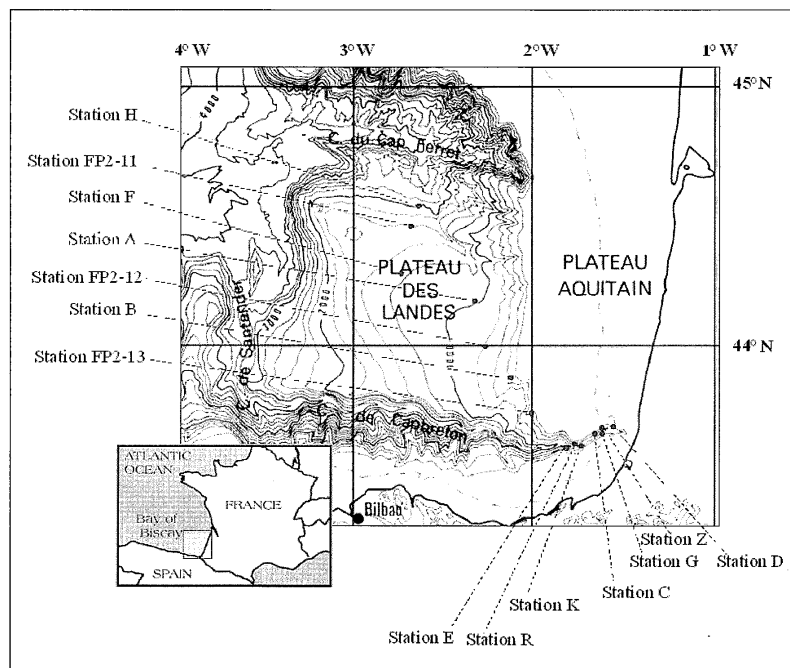 4° W 3° W 2° W 1° W
45° N
4000
C. du Cap Ferret
Station H
Station FP2-11
Station F
Station A
Station FP2-12
Station B
Station FP2-13
PLATEAU
DES
LANDES
PLATEAU
AQUITAIN
44° N
C. de Santander
C. de Capbreton
Bilbao
ATLANTIC
OCEAN
FRANCE
Bay of
Biscay
SPAIN
Station Z
Station G
Station D
Station C
Station K
Station E
Station R